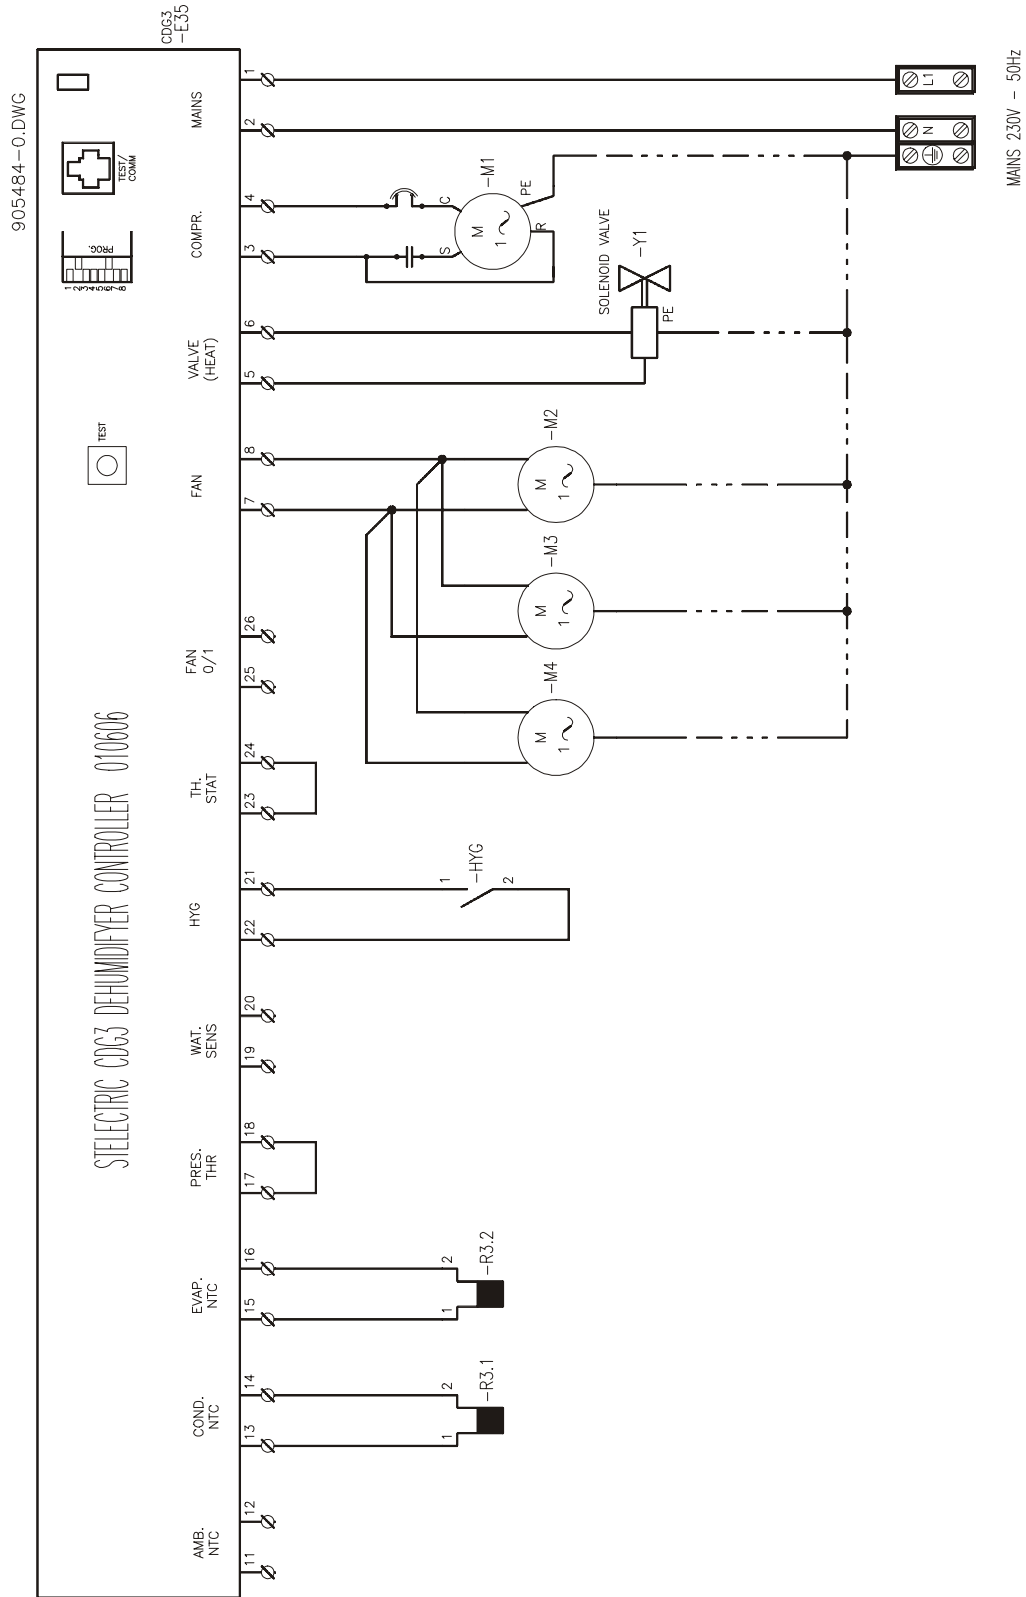 905484-0.DWG
CDG3
-E35
STELECTRIC CDG3 DEHUMIDIFYER CONTROLLER 010606
TEST/
COMM
PROG.
1
2
3
4
5
6
7
8
TEST
MAINS
1
2
COMPR.
4
3
VALVE
(HEAT)
6
5
FAN
8
7
FAN
0/1
26
25
TH.
STAT
24
23
HYG
21
22
WAT.
SENS
20
19
PRES.
THR
18
17
EVAP.
NTC
16
15
COND.
NTC
14
13
AMB.
NTC
12
11
L1
N
MAINS 230V - 50Hz
-M1
C
S
R
PE
M
1
SOLENOID VALVE
-Y1
PE
-M2
M
1
-M3
M
1
-M4
M
1
-HYG
1
2
-R3.2
2
1
-R3.1
2
1